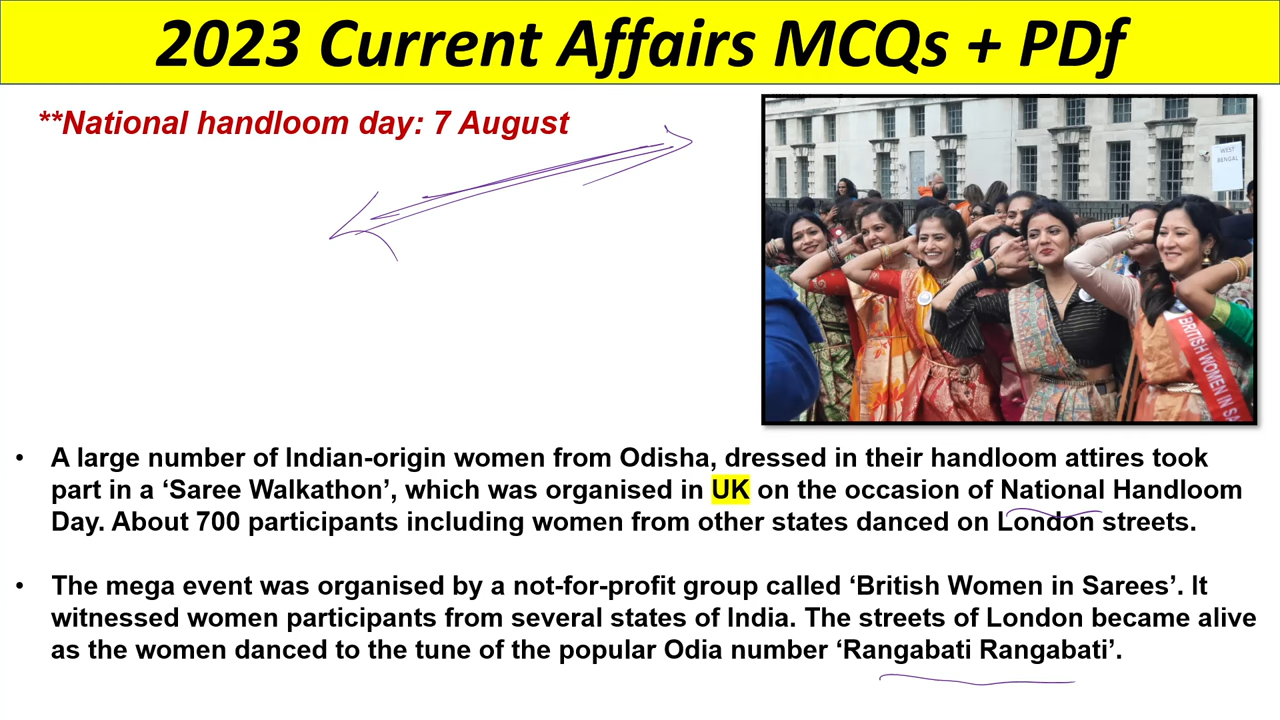 2023 Current Affairs MCQs + PDf
**National handloom day: 7 August
WEST
BENGAL
BRITISH WOMEN IN SA
• A large number of Indian-origin women from Odisha, dressed in their handloom attires took
part in a ‘Saree Walkathon’, which was organised in UK on the occasion of National Handloom
Day. About 700 participants including women from other states danced on London streets.
• The mega event was organised by a not-for-profit group called ‘British Women in Sarees’. It
witnessed women participants from several states of India. The streets of London became alive
as the women danced to the tune of the popular Odia number ‘Rangabati Rangabati’.